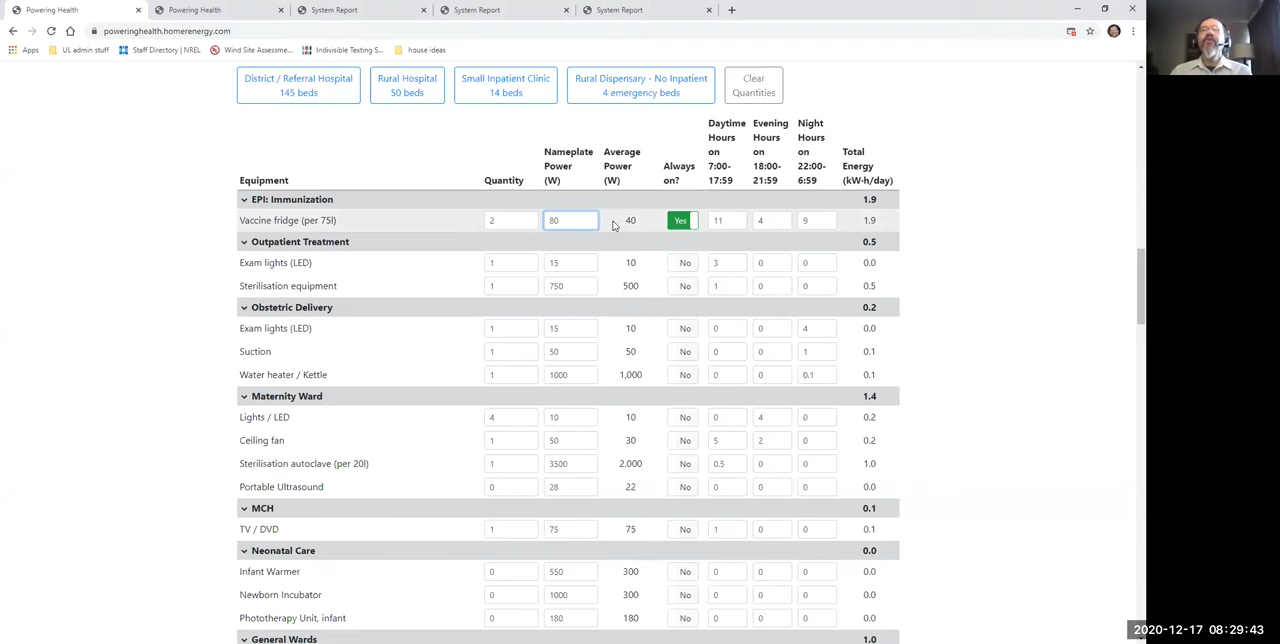 Powering Health
Powering Health
System Report
System Report
System Report
poweringhealth.homerenergy.com
Apps
UL admin stuff
Staff Directory | NREL
Wind Site Assessme...
Indivisible Texting S...
house ideas
District / Referral Hospital
145 beds
Rural Hospital
50 beds
Small Inpatient Clinic
14 beds
Rural Dispensary - No Inpatient
4 emergency beds
Clear
Quantities
Equipment
Quantity
Nameplate
Power
(W)
Average
Power
(W)
Always
on?
Daytime
Hours
on
7:00-
17:59
Evening
Hours
on
18:00-
21:59
Night
Hours
on
22:00-
6:59
Total
Energy
(kW·h/day)
EPI: Immunization 1.9
Vaccine fridge (per 75l) 2 80 40 Yes 11 4 9 1.9
Outpatient Treatment 0.5
Exam lights (LED) 1 15 10 No 3 0 0 0.0
Sterilisation equipment 1 750 500 No 1 0 0 0.5
Obstetric Delivery 0.2
Exam lights (LED) 1 15 10 No 0 0 4 0.0
Suction 1 50 50 No 0 0 1 0.1
Water heater / Kettle 1 1000 1,000 No 0 0 0.1 0.1
Maternity Ward 1.4
Lights / LED 4 10 10 No 0 4 0 0.2
Ceiling fan 1 50 30 No 5 2 0 0.2
Sterilisation autoclave (per 20l) 1 3500 2,000 No 0.5 0 0 1.0
Portable Ultrasound 0 28 22 No 0 0 0 0.0
MCH 0.1
TV / DVD 1 75 75 No 1 0 0 0.1
Neonatal Care 0.0
Infant Warmer 0 550 300 No 0 0 0 0.0
Newborn Incubator 0 1000 300 No 0 0 0 0.0
Phototherapy Unit, infant 0 180 180 No 0 0 0 0.0
General Wards 1.0
2020-12-17 08:29:43